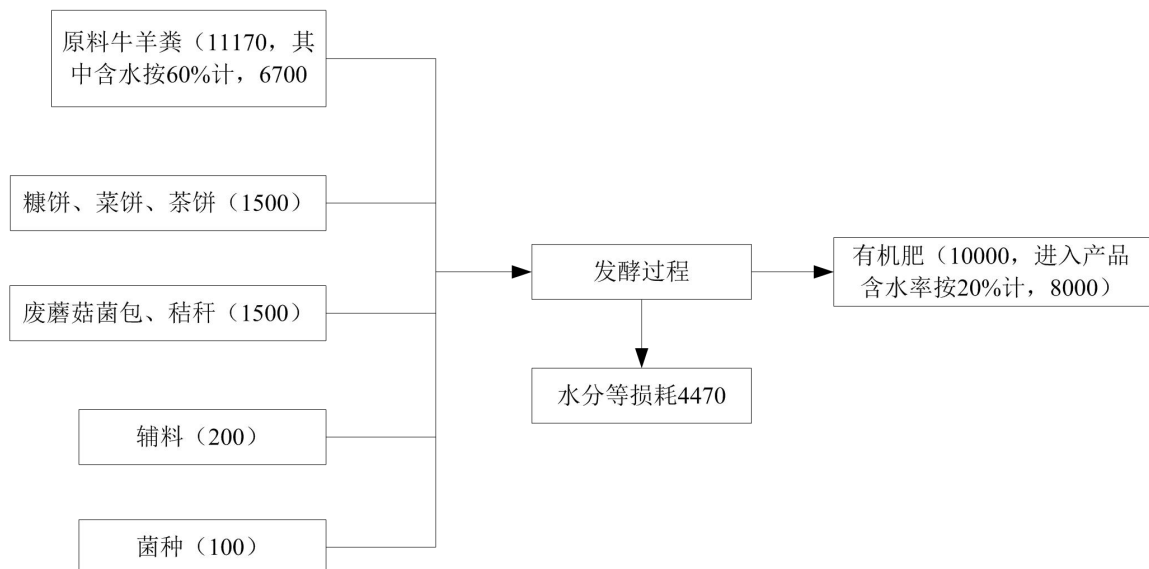 原料牛羊粪（11170，其
中含水按60%计，6700
糠饼、菜饼、茶饼（1500）
废蘑菇菌包、秸秆（1500）
辅料（200）
菌种（100）
发酵过程
水分等损耗4470
有机肥（10000，进入产品
含水率按20%计，8000）